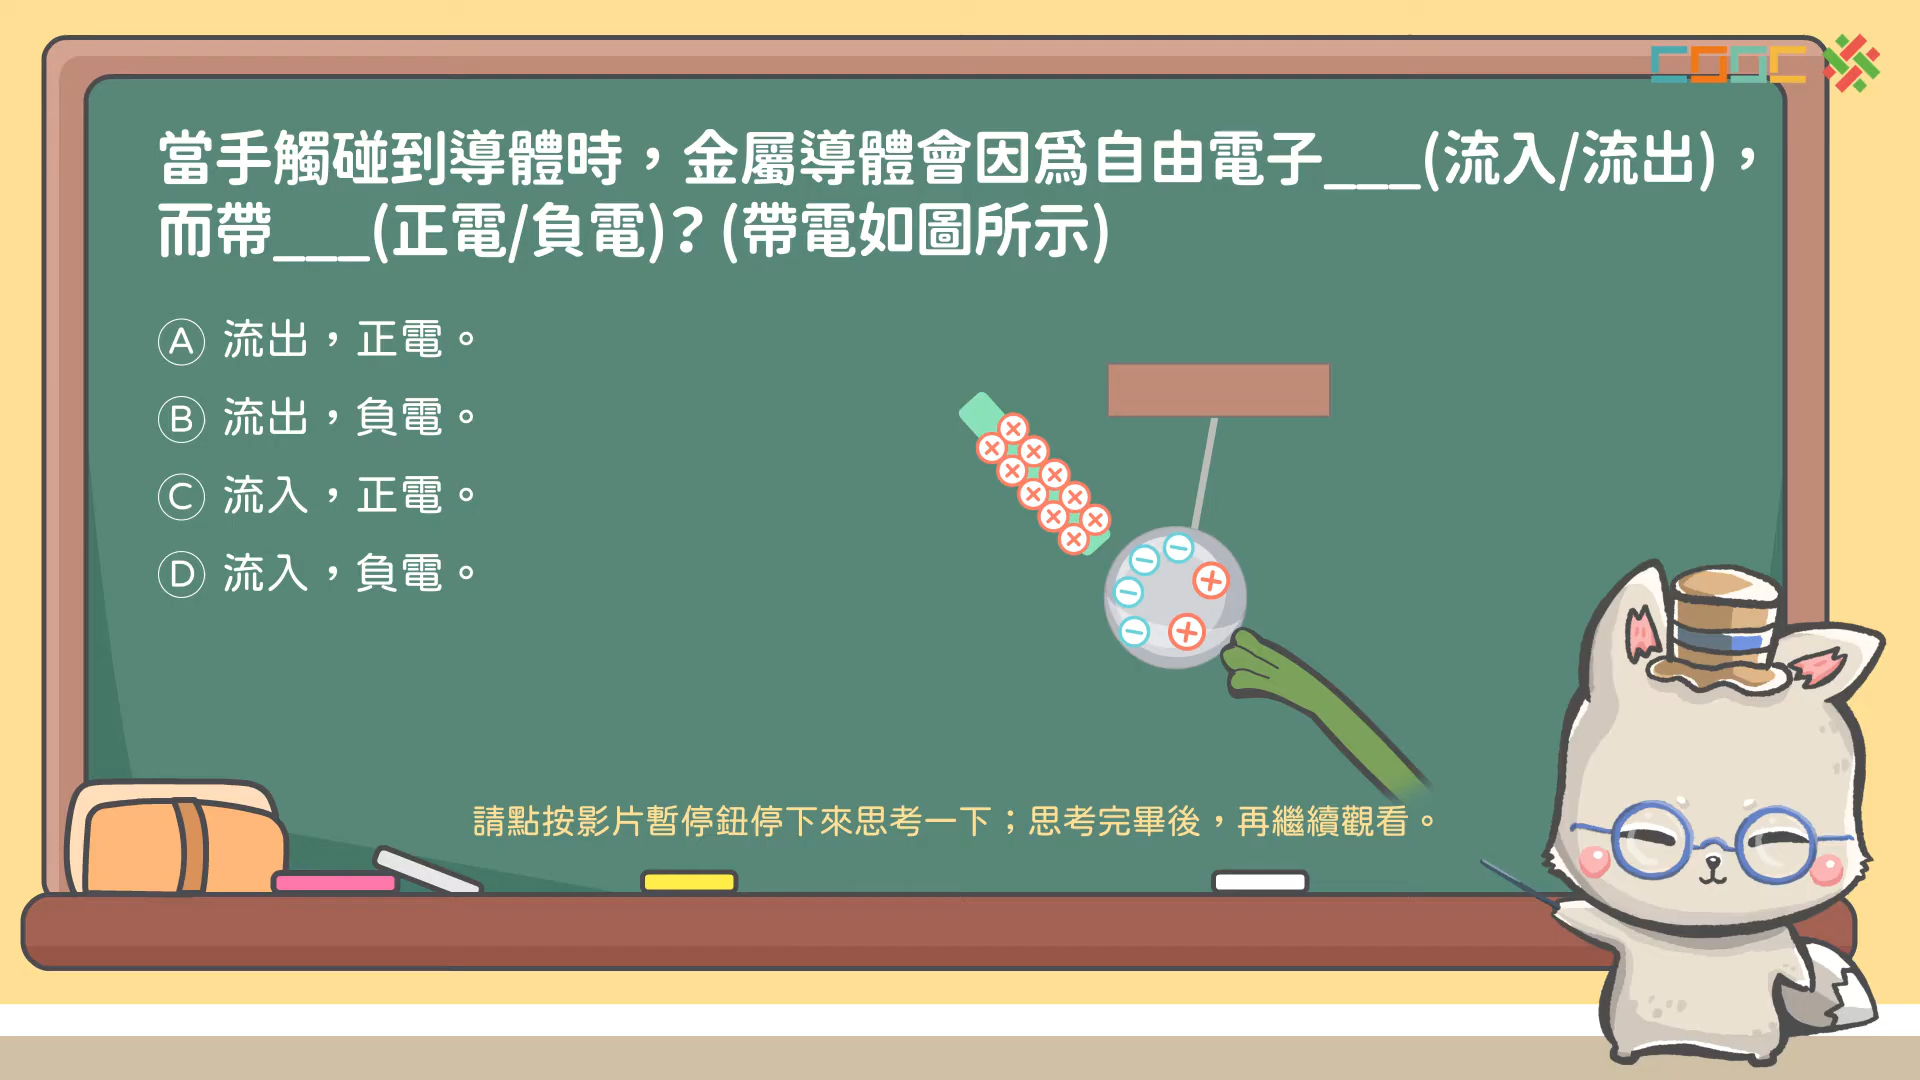 COOC
當手觸碰到導體時，金屬導體會因為自由電子___(流入/流出)，
而帶___(正電/負電)？(帶電如圖所示)
Ⓐ 流出，正電。
Ⓑ 流出，負電。
Ⓒ 流入，正電。
Ⓓ 流入，負電。
請點按影片暫停鈕停下來思考一下；思考完畢後，再繼續觀看。